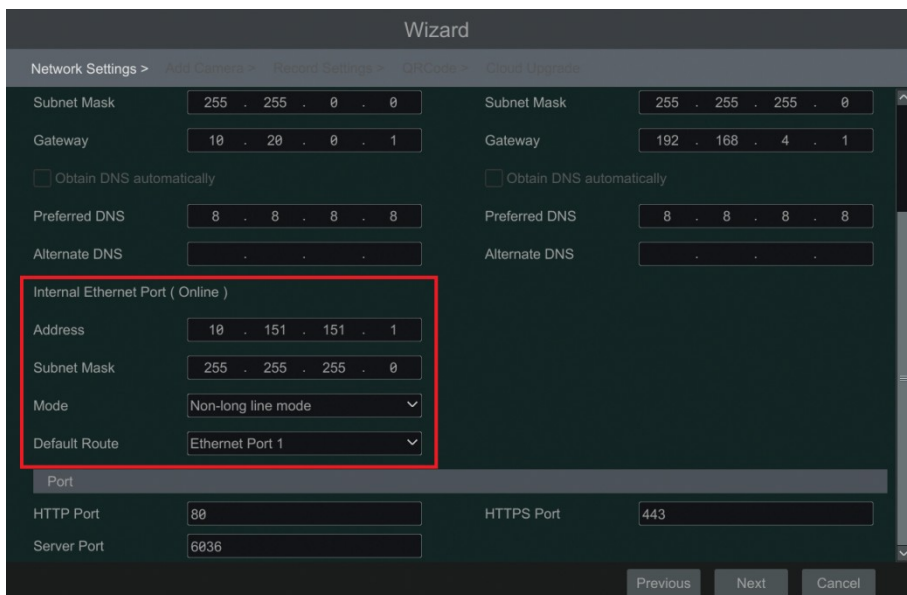 Wizard
Network Settings > Add Camera > Record Settings > QRCode > Cloud Upgrade
Subnet Mask 255 . 255 . 0 . 0 Subnet Mask 255 . 255 . 255 . 0
Gateway 10 . 20 . 0 . 1 Gateway 192 . 168 . 4 . 1
Obtain DNS automatically Obtain DNS automatically
Preferred DNS 8 . 8 . 8 . 8 Preferred DNS 8 . 8 . 8 . 8
Alternate DNS . . . Alternate DNS . . .
Internal Ethernet Port ( Online )
Address 10 . 151 . 151 . 1
Subnet Mask 255 . 255 . 255 . 0
Mode Non-long line mode
Default Route Ethernet Port 1
Port
HTTP Port 80 HTTPS Port 443
Server Port 6036
Previous Next Cancel